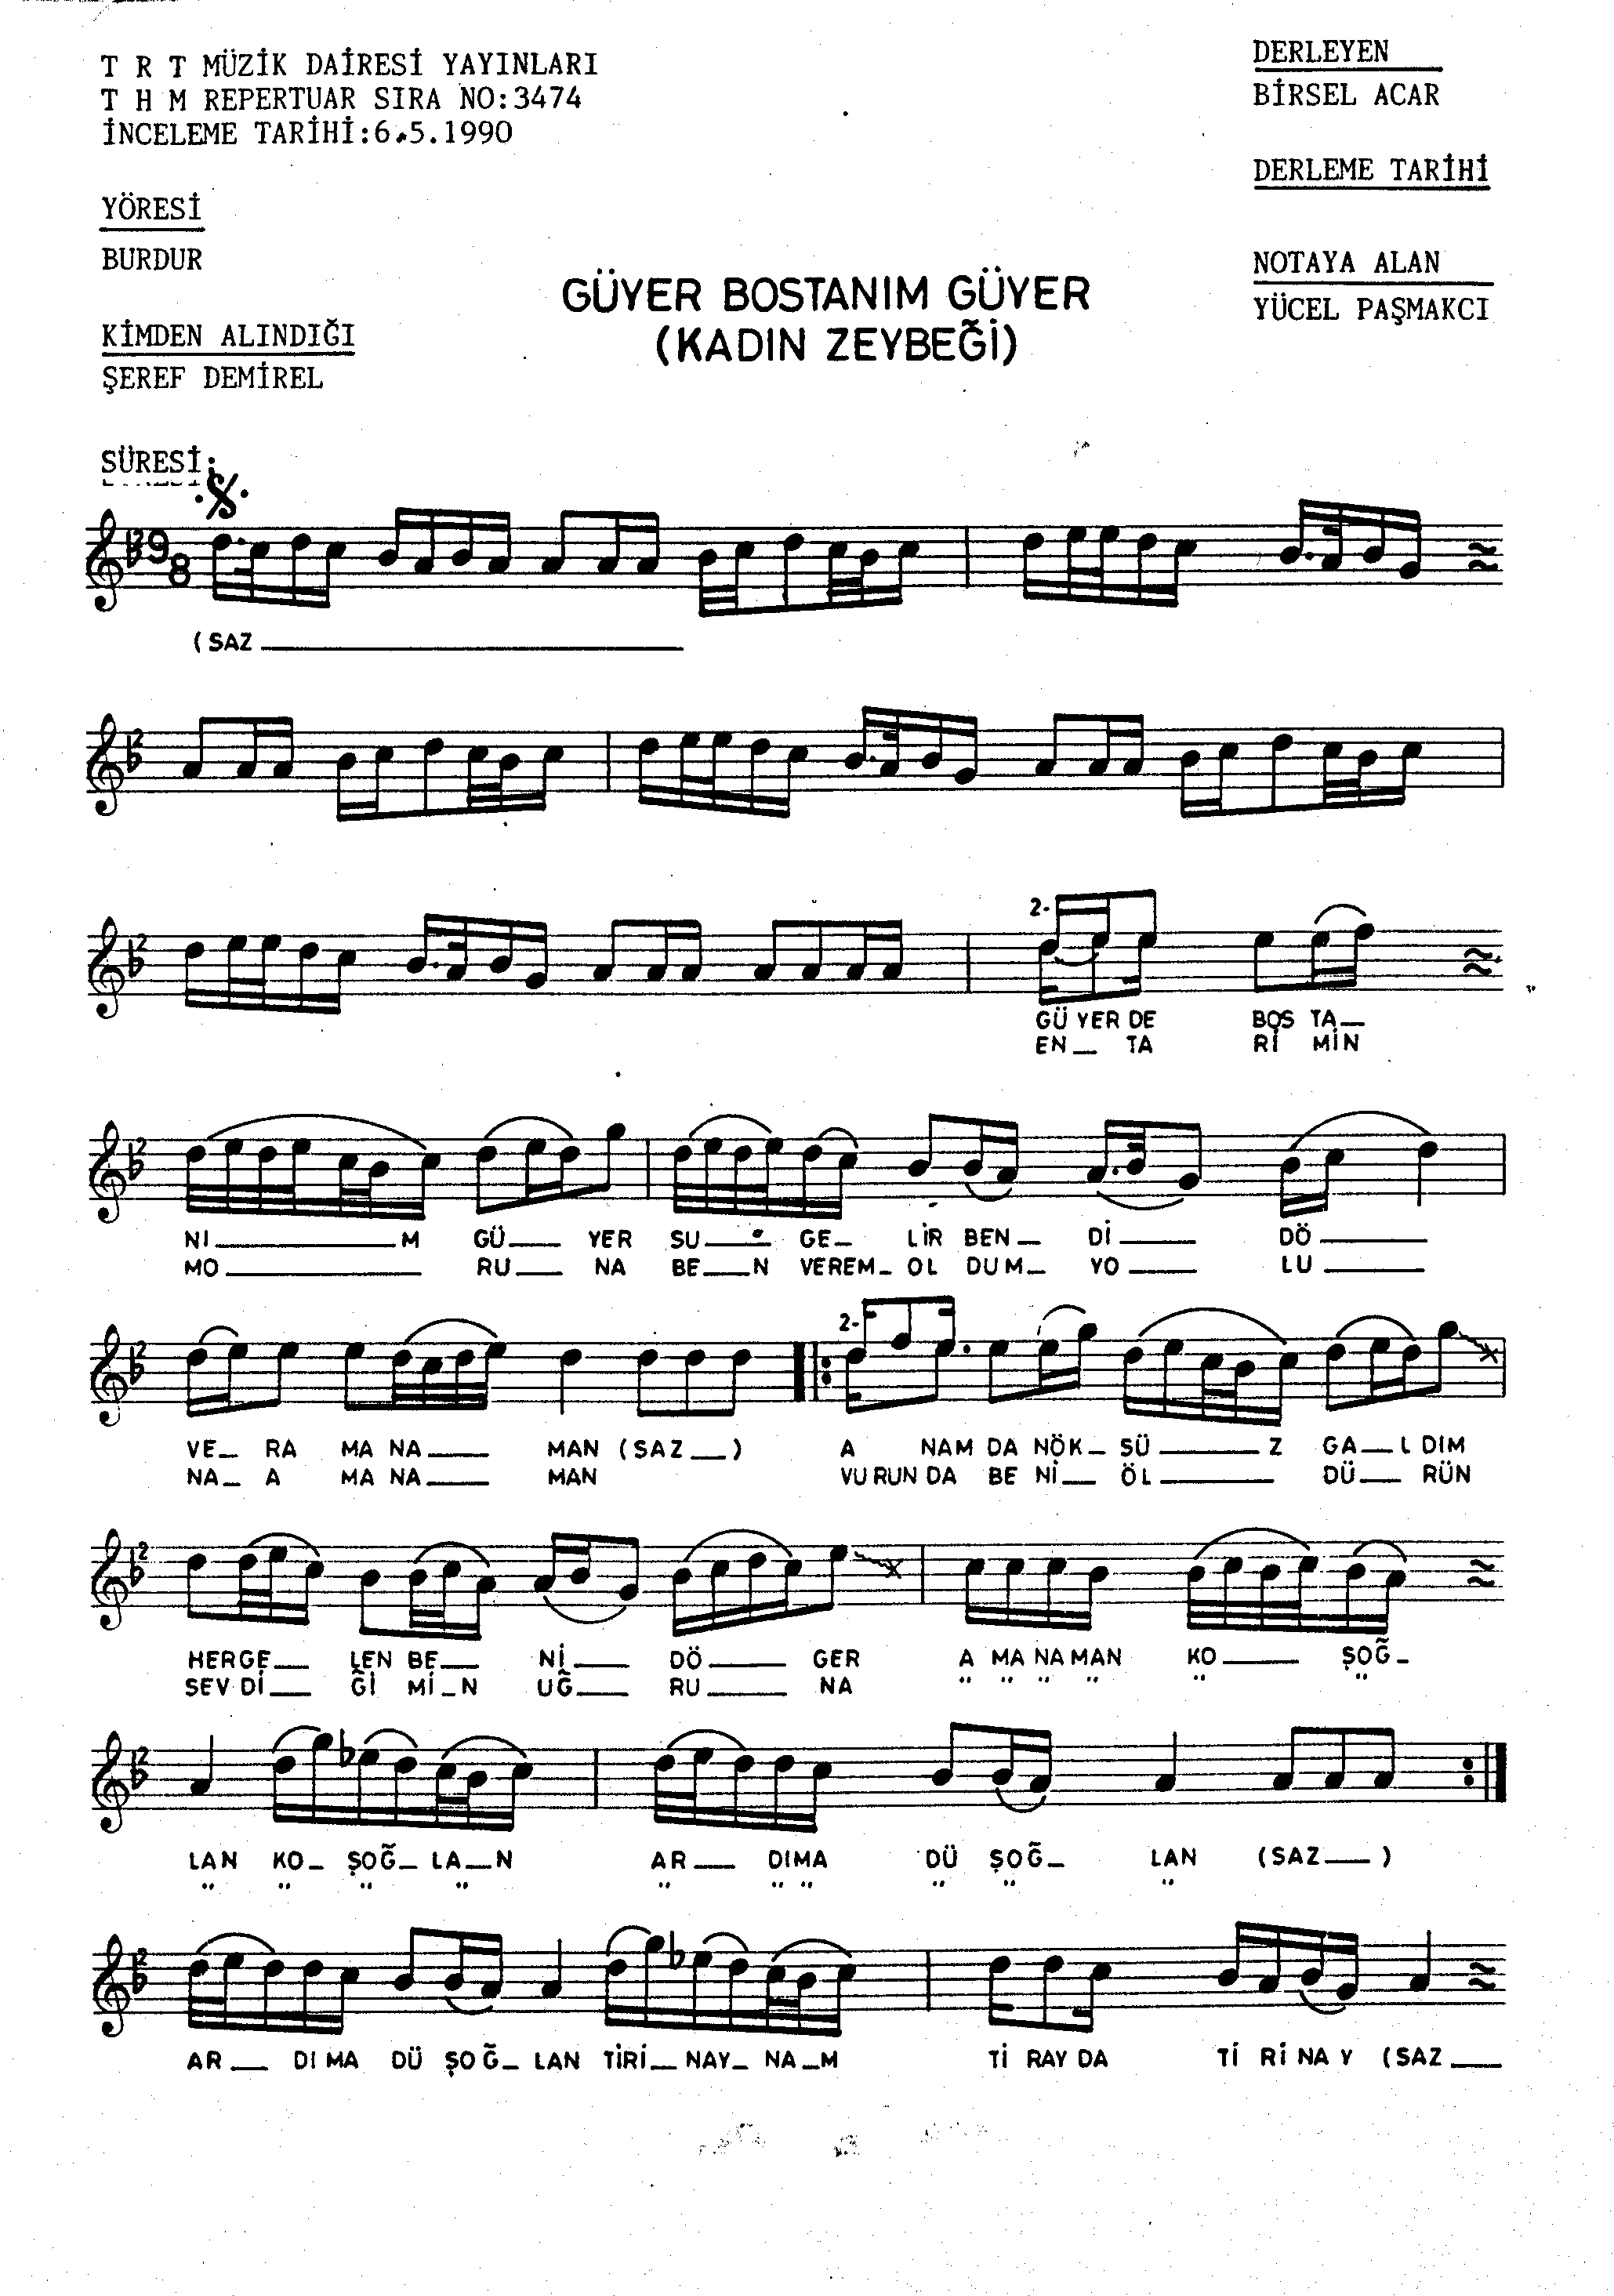 T R T MÜZİK DAİRESİ YAYINLARI
T H M REPERTUAR SIRA NO:3474
İNCELEME TARİHİ:6.5.1990
DERLEYEN
BİRSEL ACAR
DERLEME TARİHİ
YÖRESİ
BURDUR
NOTAYA ALAN
YÜCEL PAŞMAKCI
GÜYER BOSTANIM GÜYER
(KADIN ZEYBEĞİ)
KİMDEN ALINDIĞI
ŞEREF DEMİREL
SÜRESİ:
9
8
(SAZ
2-
GÜ YER DE BOS TA_
EN_ TA RİMİN
NI_M GÜ_ YER SU_ GE_ LİR BEN_ Dİ_ DÖ_
MO_ RU_ NA BE_N VEREM_ OL DUM_ YO_ LU_
2-
VE_ RA MA NA_ MAN (SAZ_) A NAM DA NÖK_ SÜ_Z GA_L DIM
NA_ A MA NA_ MAN VU RUN DA BE Nİ_ ÖL_ DÜ_ RÜN
HER GE_ LEN BE_ Nİ_ DÖ_ GER A MA NA MAN KO_ ŞOĞ_
SEV Dİ_ Ğİ Mİ_N UĞ_ RU_ NA " " " " " "
LAN KO_ ŞOĞ_ LA_N AR_ DIMA DÜ ŞOĞ_ LAN (SAZ_)
" " " " " " " " " "
AR_ DI MA DÜ ŞO Ğ_ LAN TİRİ_ NAY_ NA_M Tİ RAY DA Tİ Rİ NA Y (SAZ_